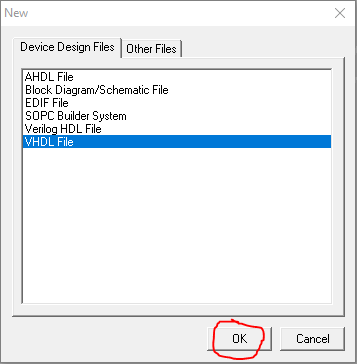 New
Device Design Files Other Files
AHDL File
Block Diagram/Schematic File
EDIF File
SOPC Builder System
Verilog HDL File
VHDL File
OK Cancel